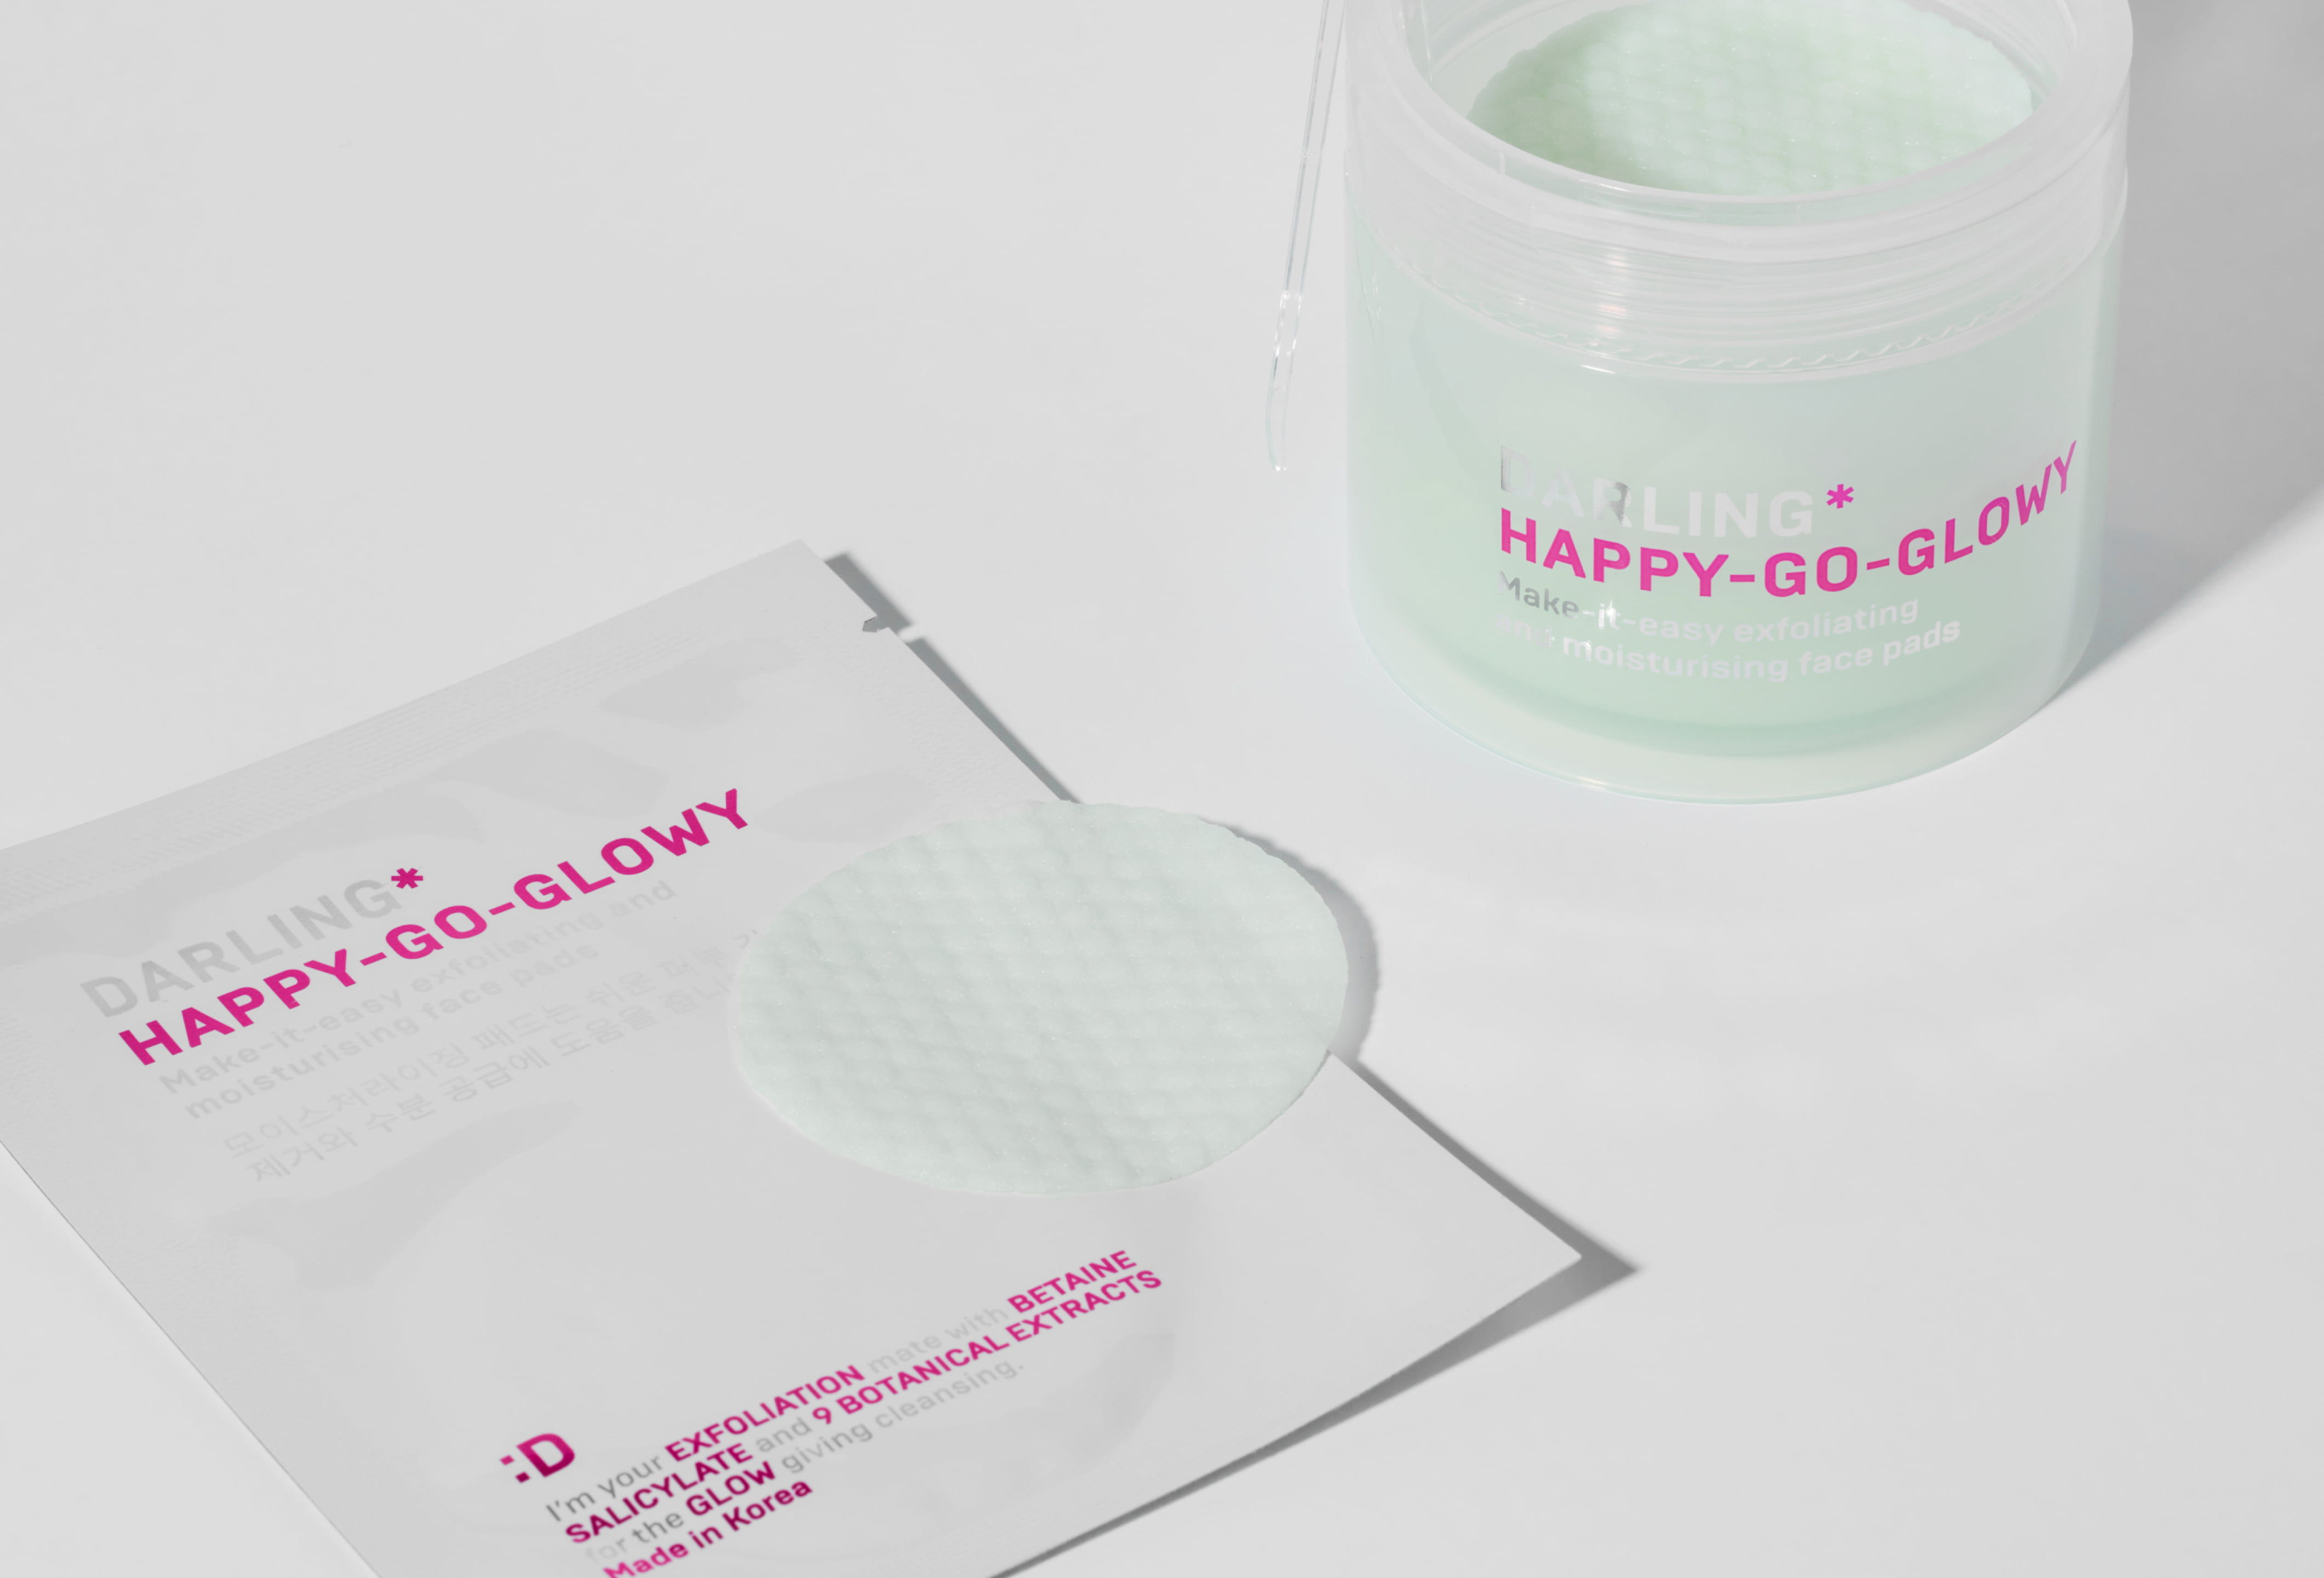 DARLING*
HAPPY-GO-GLOWY
Make-it-easy exfoliating
and moisturising face pads
DARLING*
HAPPY-GO-GLOWY
Make-it-easy exfoliating and
moisturising face pads
모이스처라이징 패드는 쉬운 피부
제거와 수분 공급에 도움을
:D
I'm your EXFOLIATION mate with BETAINE
SALICYLATE and 9 BOTANICAL EXTRACTS
for the GLOW giving cleansing.
Made in Korea